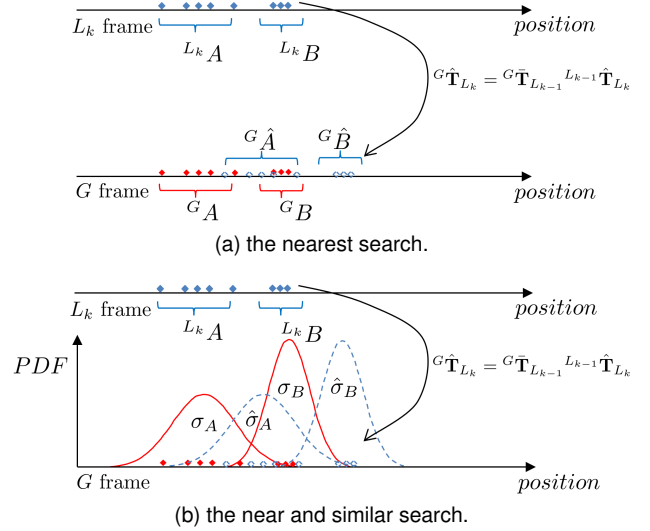 L_k frame position
^{L_k}A ^{L_k}B
^G\hat{T}_{L_k} = ^G\bar{T}_{L_{k-1}} ^{L_{k-1}}\hat{T}_{L_k}
^G\hat{A} ^G\hat{B}
G frame position
^GA ^GB
(a) the nearest search.
L_k frame position
^{L_k}A ^{L_k}B
PDF
^G\hat{T}_{L_k} = ^G\bar{T}_{L_{k-1}} ^{L_{k-1}}\hat{T}_{L_k}
σ_A \hat{σ}_A σ_B \hat{σ}_B
G frame position
(b) the near and similar search.